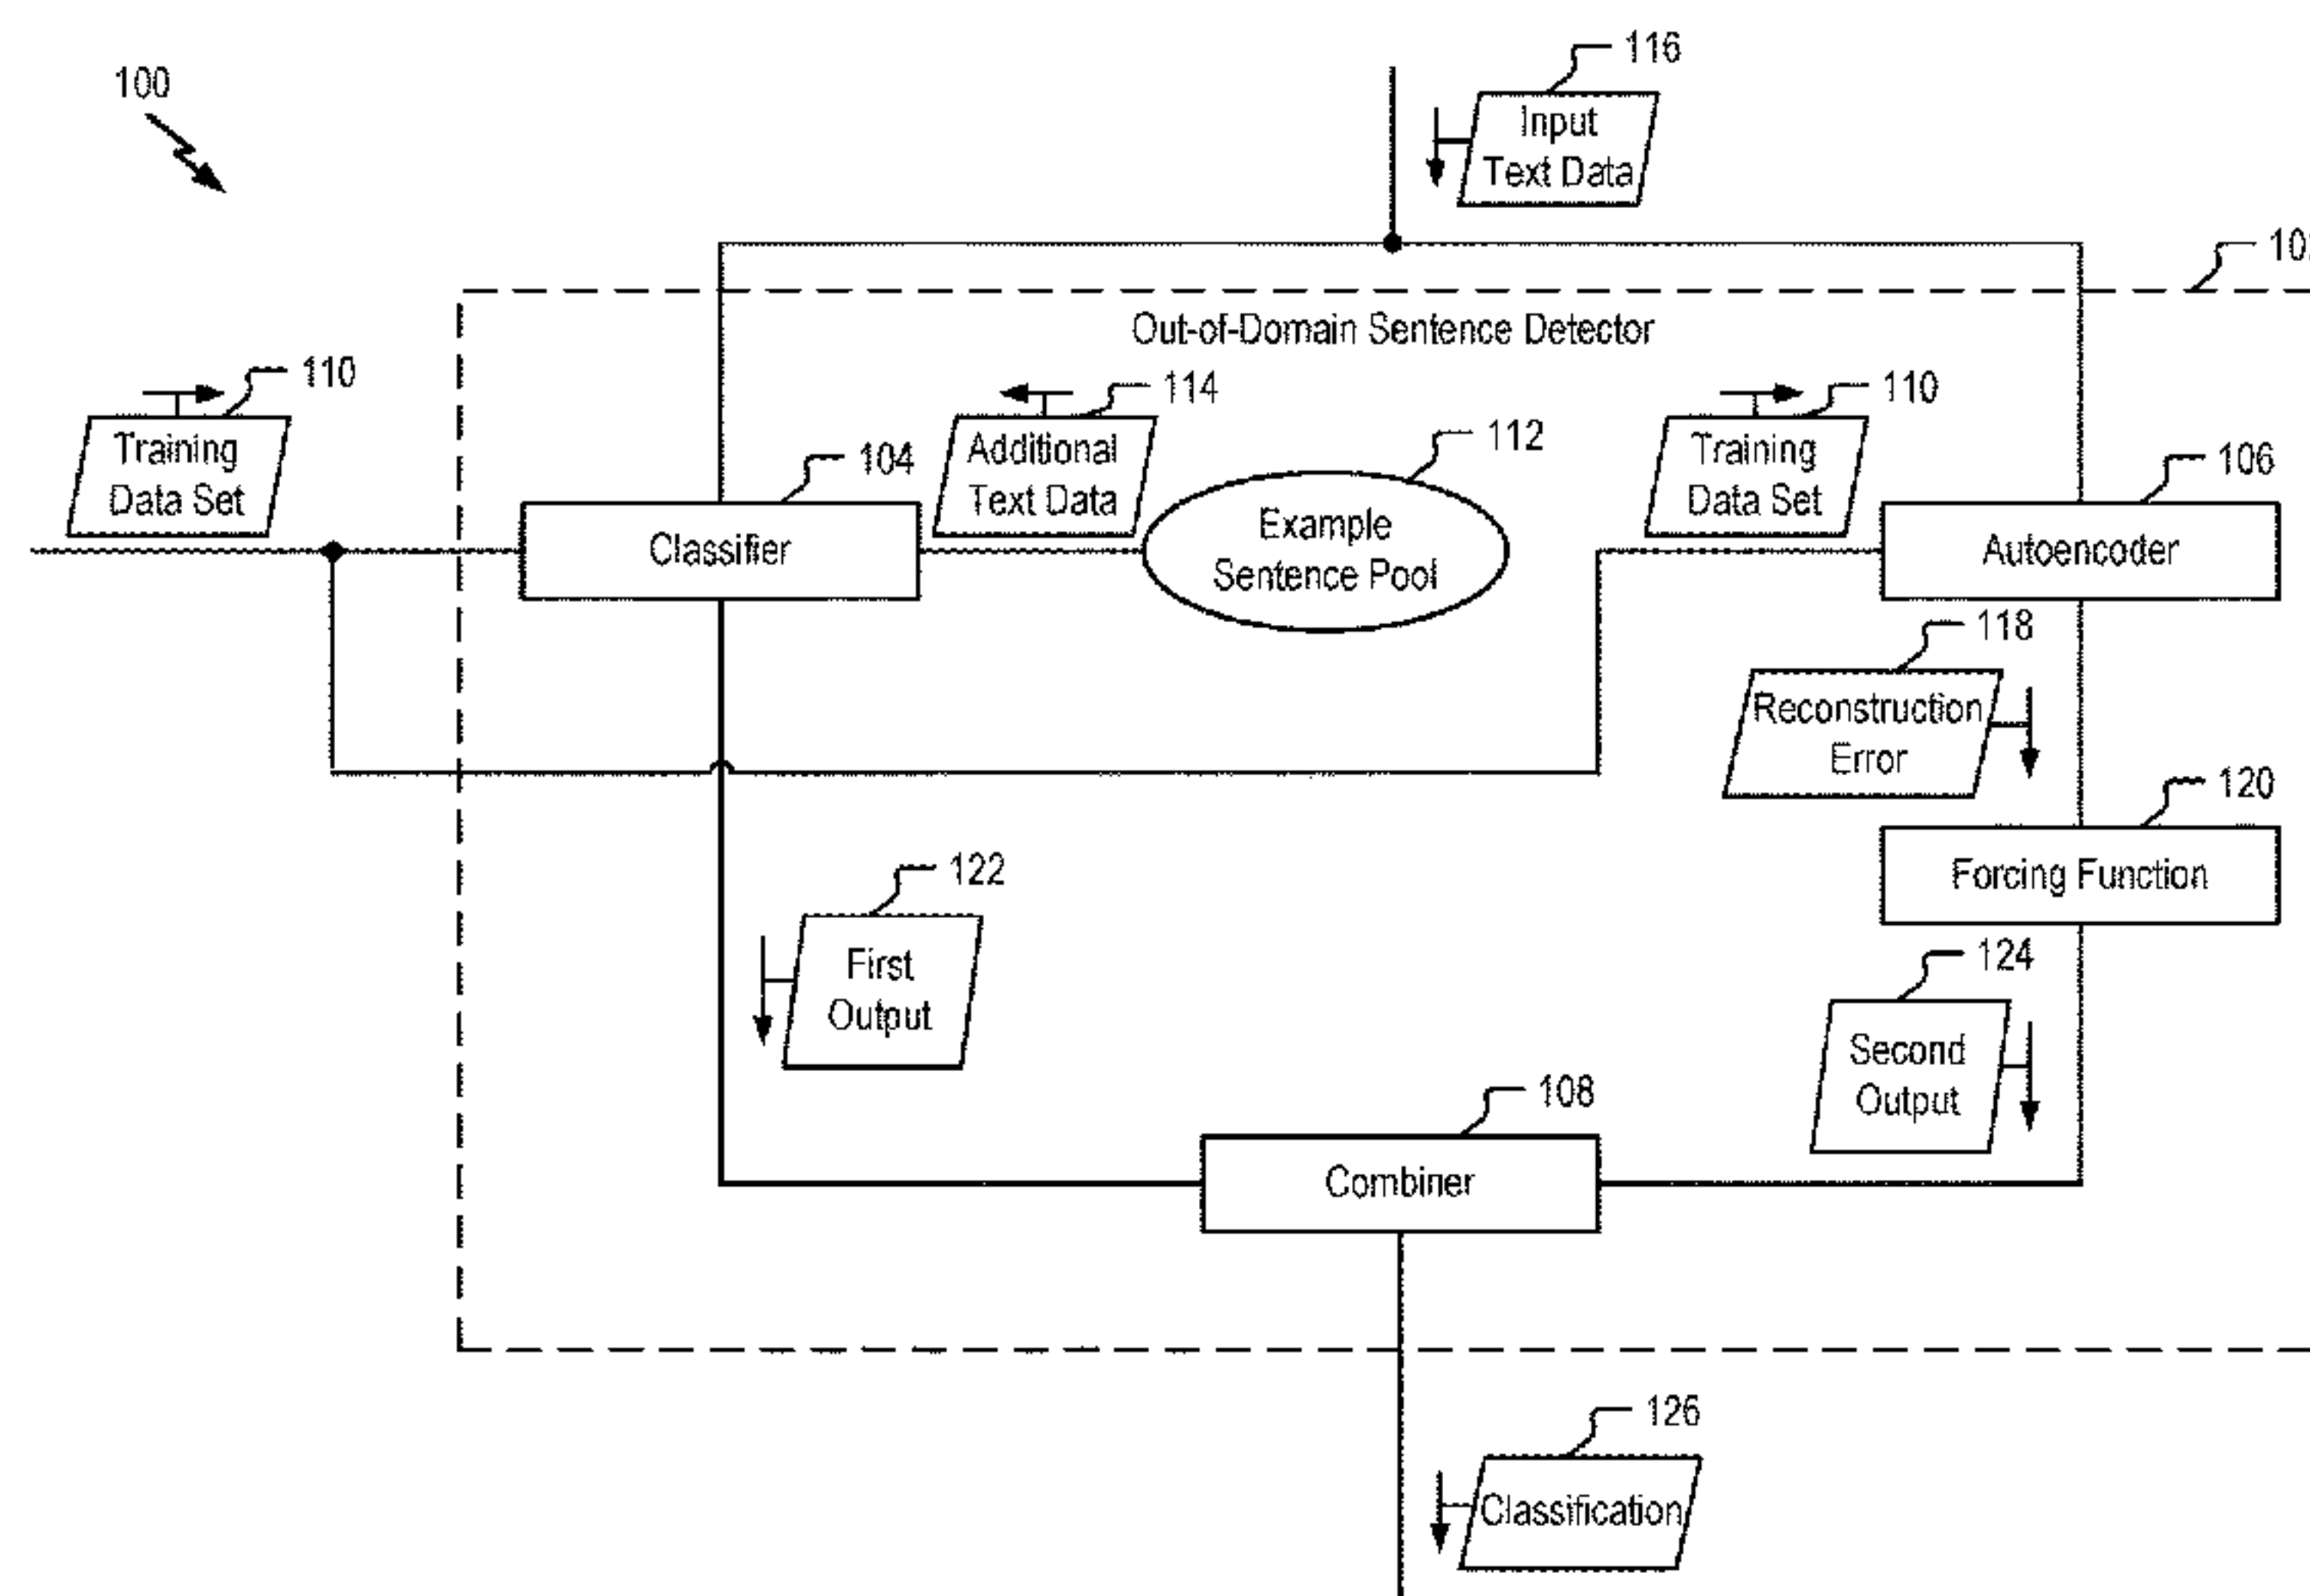 100
116
Input
Text Data
Out-of-Domain Sentence Detector
110
Training
Data Set
104
Classifier
114
Additional
Text Data
112
Example
Sentence Pool
110
Training
Data Set
106
Autoencoder
118
Reconstruction
Error
120
Forcing Function
122
First
Output
124
Second
Output
108
Combiner
126
Classification